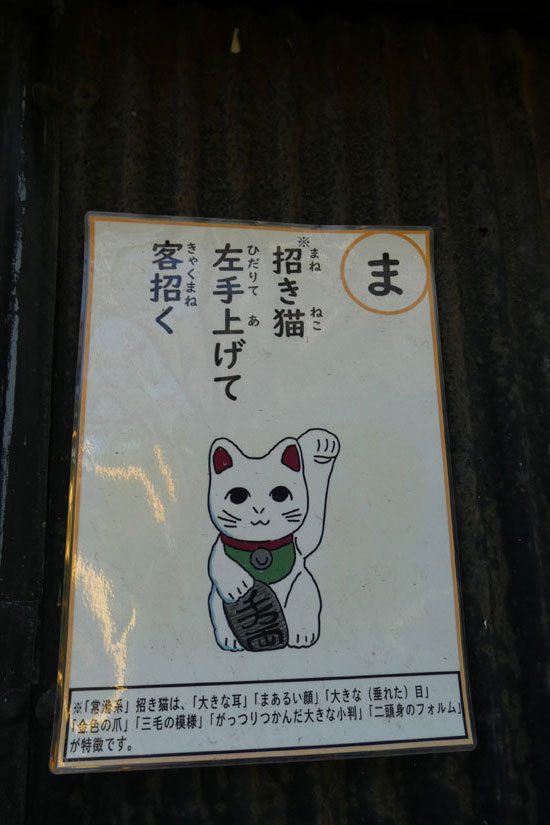 ま
※招き猫
まね ねこ
左手上げて
ひだりて あ
客招く
きゃくまね
千万両
※「常滑系」招き猫は、「大きな耳」「まあるい顔」「大きな（垂れた）目」
「金色の爪」「三毛の模様」「がっつりつかんだ大きな小判」「二頭身のフォルム」
が特徴です。